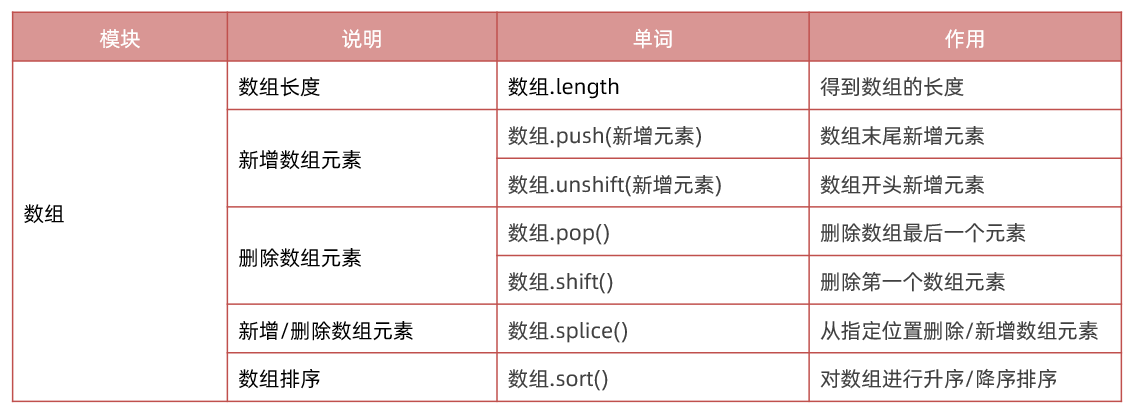 模块 说明 单词 作用
数组长度 数组.length 得到数组的长度
数组.push(新增元素) 数组末尾新增元素
新增数组元素
数组.unshift(新增元素) 数组开头新增元素
数组
数组.pop() 删除数组最后一个元素
删除数组元素
数组.shift() 删除第一个数组元素
新增/删除数组元素 数组.splice() 从指定位置删除/新增数组元素
数组排序 数组.sort() 对数组进行升序/降序排序